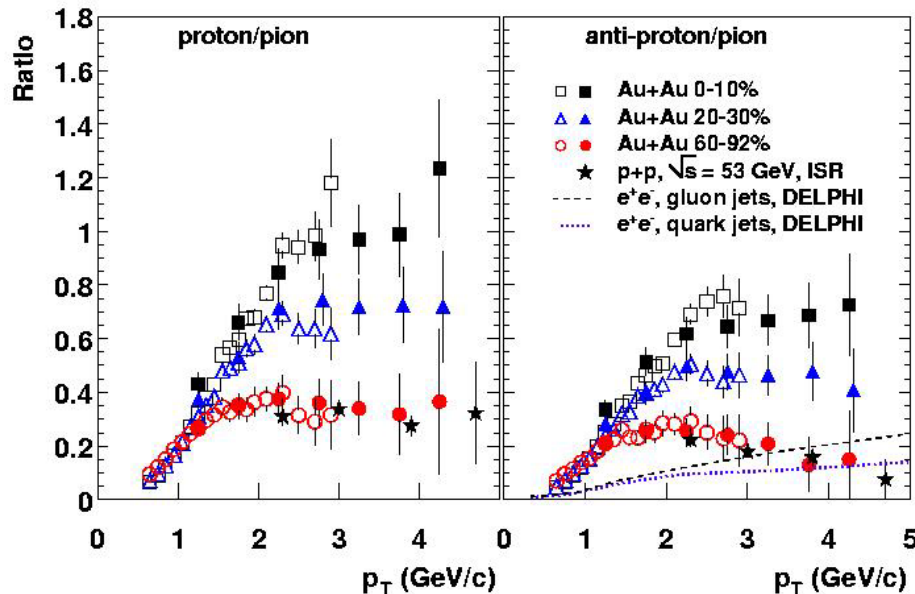 proton/pion
anti-proton/pion
Ratio
1.8
1.6
1.4
1.2
1
0.8
0.6
0.4
0.2
0
Au+Au 0-10%
Au+Au 20-30%
Au+Au 60-92%
p+p, √s = 53 GeV, ISR
e⁺e⁻, gluon jets, DELPHI
e⁺e⁻, quark jets, DELPHI
0 1 2 3 4 0 1 2 3 4 5
p_T (GeV/c) p_T (GeV/c)